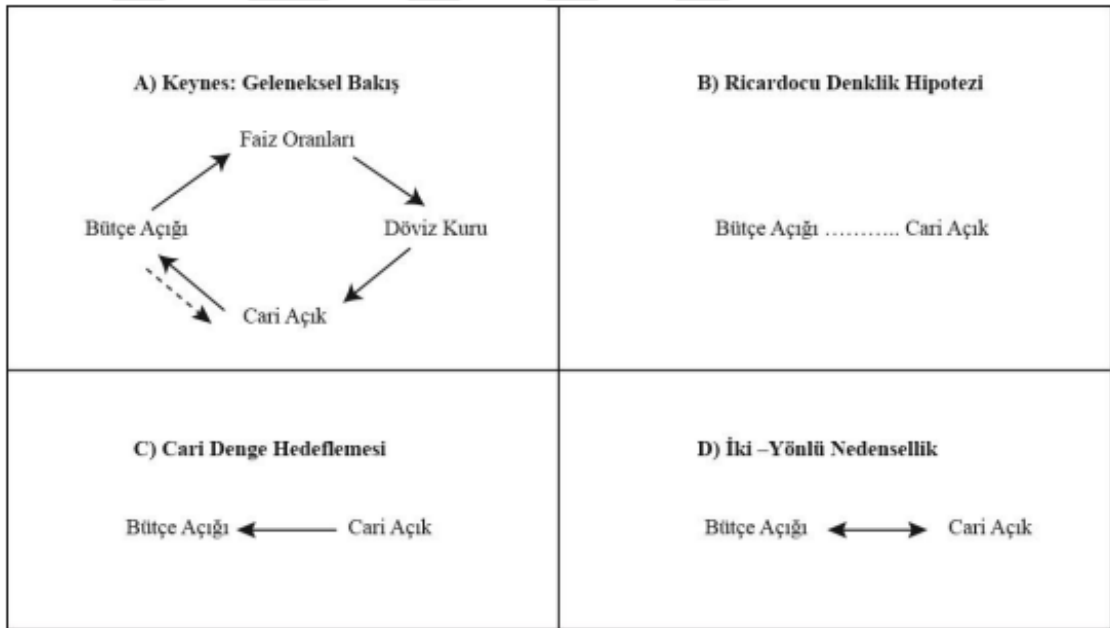 A) Keynes: Geleneksel Bakış
Faiz Oranları
Bütçe Açığı
Döviz Kuru
Cari Açık
B) Ricardocu Denklik Hipotezi
Bütçe Açığı ……….. Cari Açık
C) Cari Denge Hedeflemesi
Bütçe Açığı Cari Açık
D) İki –Yönlü Nedensellik
Bütçe Açığı Cari Açık